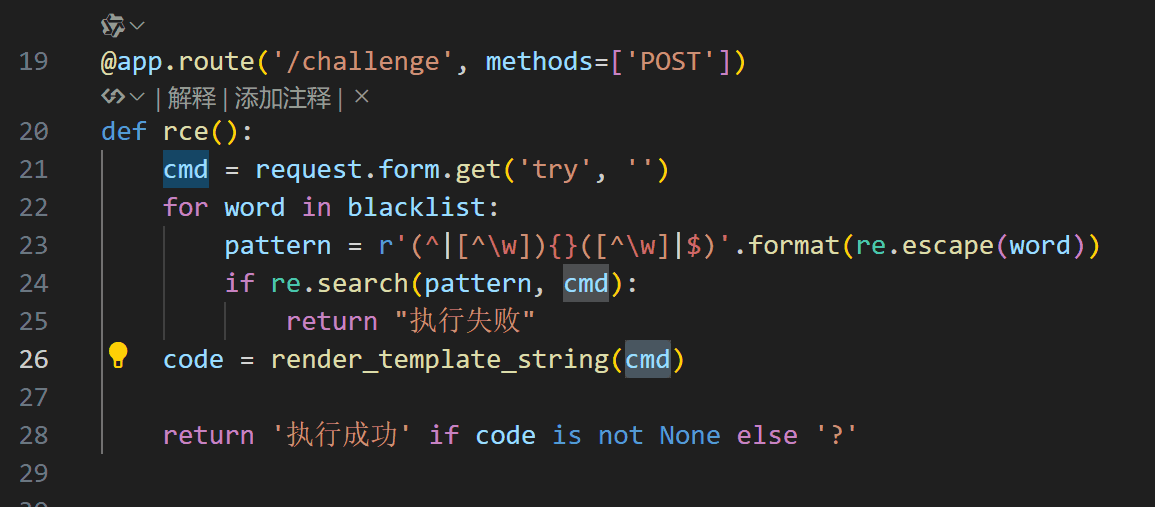 19 @app.route('/challenge', methods=['POST'])
| 解释 | 添加注释 | ×
20 def rce():
21 cmd = request.form.get('try', '')
22 for word in blacklist:
23 pattern = r'(^|[^\w]){}([^\w]|$)'.format(re.escape(word))
24 if re.search(pattern, cmd):
25 return "执行失败"
26 code = render_template_string(cmd)
27
28 return '执行成功' if code is not None else '?'
29